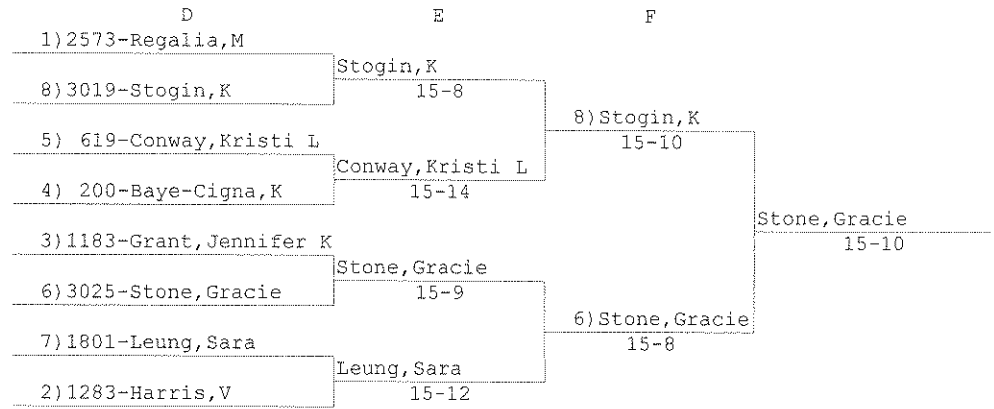 D E F
1)2573-Regalia,M
Stogin,K
15-8
8)3019-Stogin,K
8)Stogin,K
15-10
5) 619-Conway,Kristi L
Conway,Kristi L
15-14
4) 200-Baye-Cigna,K
Stone,Gracie
15-10
3)1183-Grant,Jennifer K
Stone,Gracie
15-9
6)3025-Stone,Gracie
6)Stone,Gracie
15-8
7)1801-Leung,Sara
Leung,Sara
15-12
2)1283-Harris,V